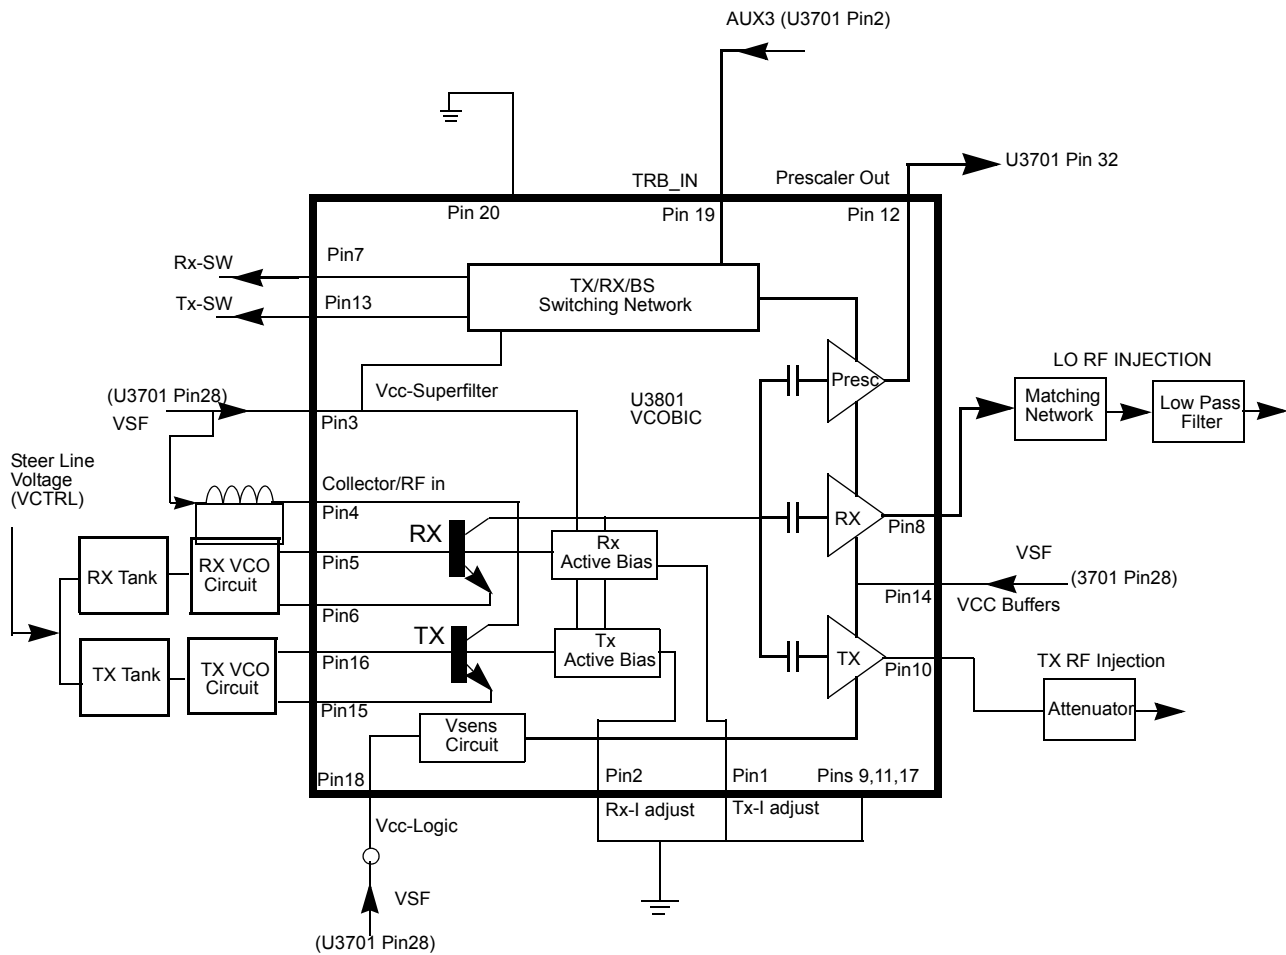 AUX3 (U3701 Pin2)
U3701 Pin 32
TRB_IN
Prescaler Out
Pin 20
Pin 19
Pin 12
Rx-SW
Pin7
Tx-SW
Pin13
TX/RX/BS
Switching Network
(U3701 Pin28)
VSF
Vcc-Superfilter
Pin3
U3801
VCOBIC
Presc
LO RF INJECTION
Matching
Network
Low Pass
Filter
Steer Line
Voltage
(VCTRL)
Collector/RF in
Pin4
RX
RX
Pin8
Rx
Active Bias
RX Tank
RX VCO
Circuit
Pin5
Pin6
VSF
(3701 Pin28)
Pin14
VCC Buffers
TX
Tx
Active Bias
TX
Pin10
TX RF Injection
Attenuator
TX Tank
TX VCO
Circuit
Pin16
Pin15
Vsens
Circuit
Pin18
Pin2
Pin1
Pins 9,11,17
Rx-I adjust
Tx-I adjust
Vcc-Logic
VSF
(U3701 Pin28)